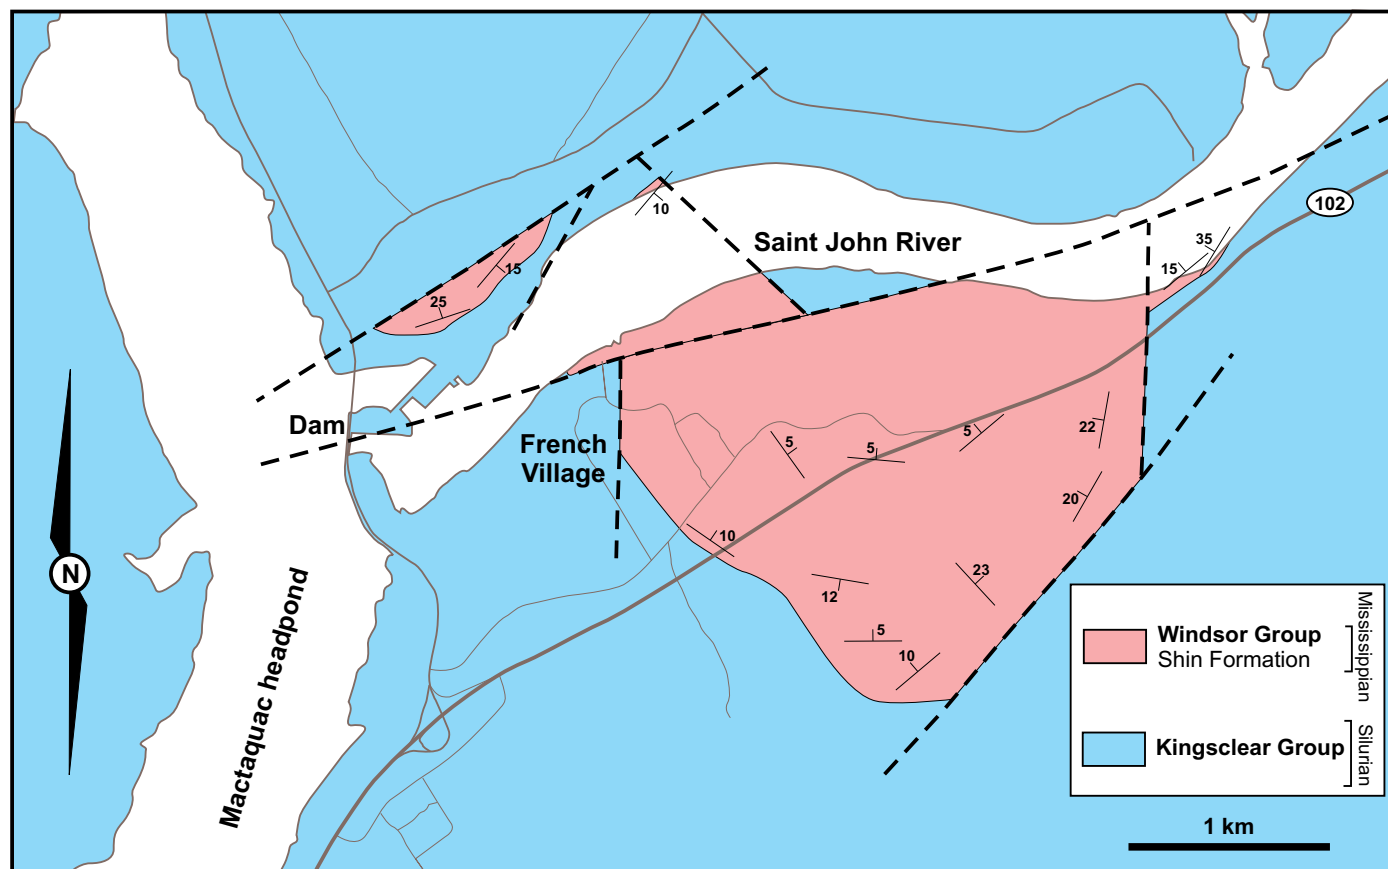 102
10
Saint John River
35
15
15
25
Dam
French
Village
5
5
5
22
20
10
23
12
5
10
N
Mactaquac headpond
Windsor Group
Shin Formation
Mississippian
Kingsclear Group
Silurian
1 km